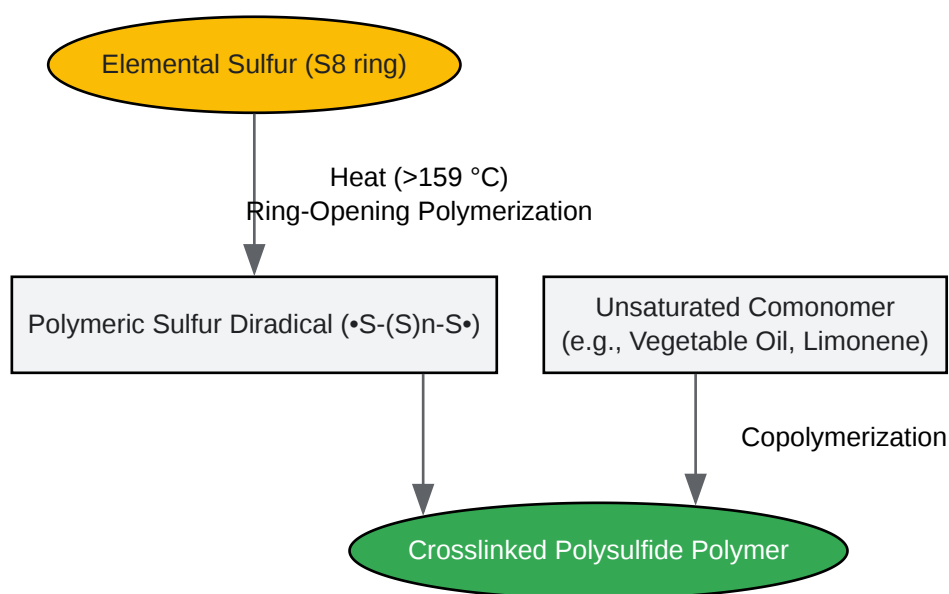 Elemental Sulfur (S8 ring)
Heat (>159 °C)
Ring-Opening Polymerization
Polymeric Sulfur Diradical (•S-(S)n-S•)
Unsaturated Comonomer
(e.g., Vegetable Oil, Limonene)
Copolymerization
Crosslinked Polysulfide Polymer